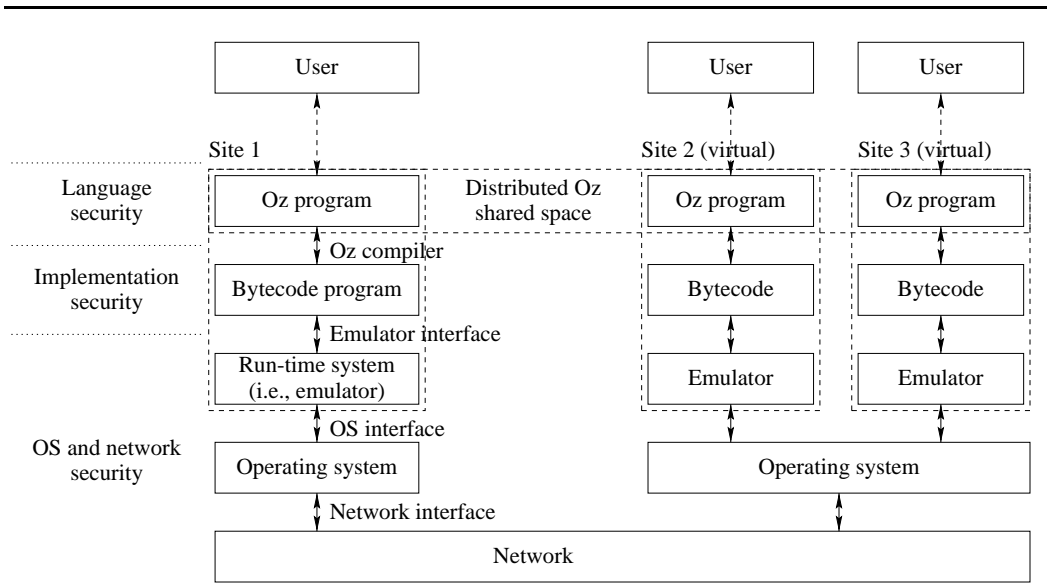 User
User
User
Site 1
Site 2 (virtual)
Site 3 (virtual)
Language
security
Oz program
Distributed Oz
shared space
Oz program
Oz program
Oz compiler
Implementation
security
Bytecode program
Bytecode
Bytecode
Emulator interface
Run-time system
(i.e., emulator)
Emulator
Emulator
OS interface
OS and network
security
Operating system
Operating system
Network interface
Network